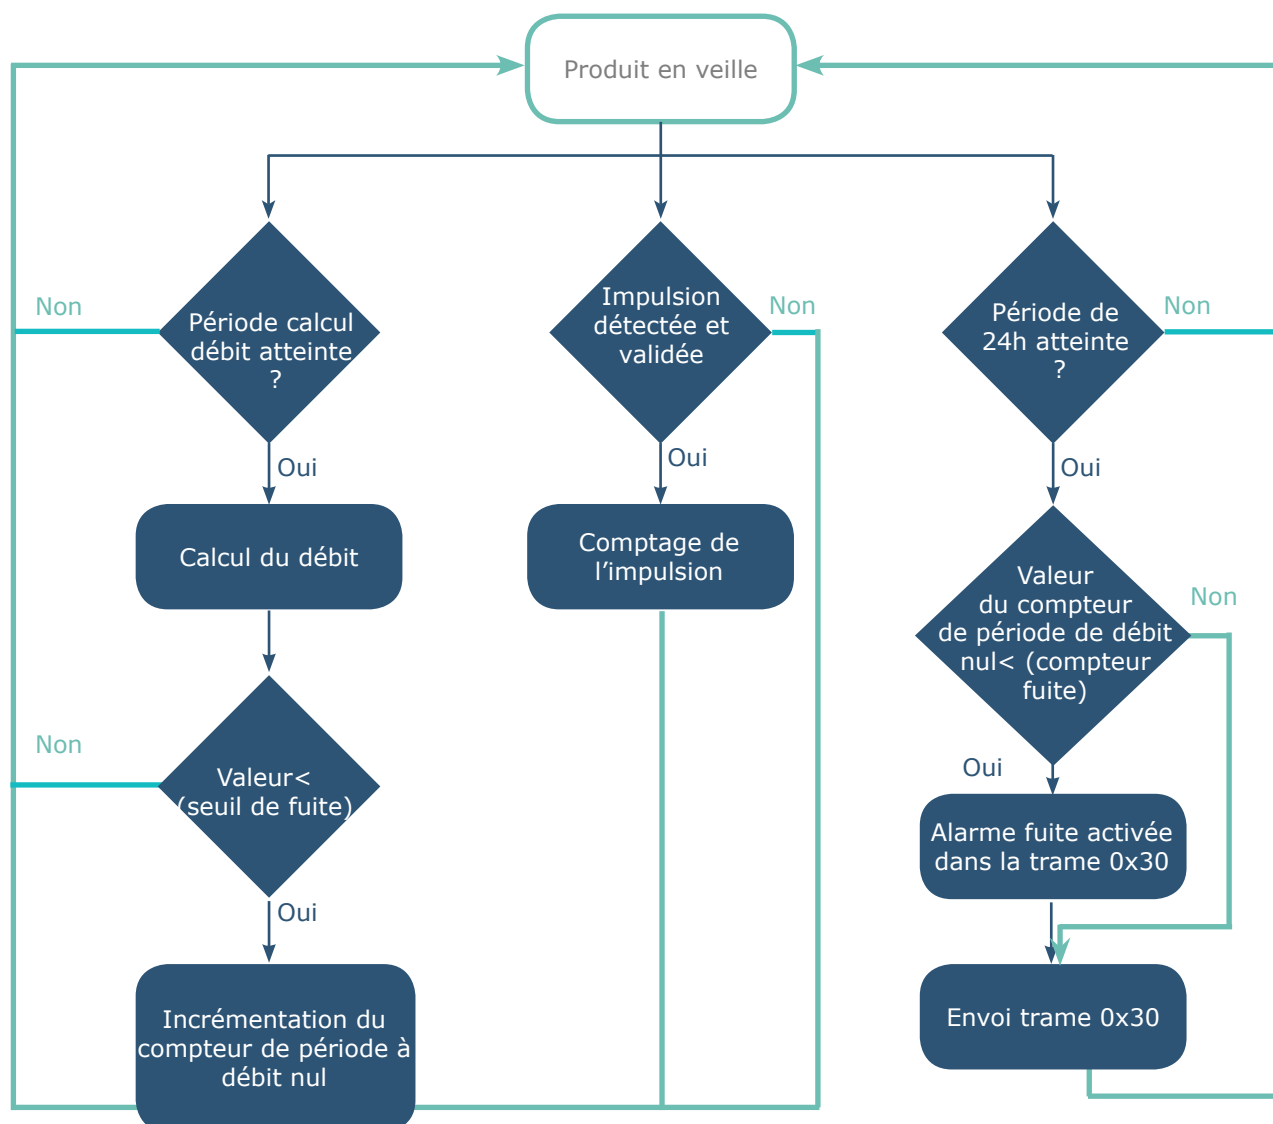 Produit en veille
Non
Période calcul
débit atteinte
?
Impulsion
détectée et
validée
Non
Période de
24h atteinte
?
Non
Oui
Oui
Oui
Calcul du débit
Comptage de
l’impulsion
Valeur
du compteur
de période de débit
nul< (compteur
fuite)
Non
Non
Valeur<
(seuil de fuite)
Oui
Alarme fuite activée
dans la trame 0x30
Oui
Incrémentation du
compteur de période à
débit nul
Envoi trame 0x30